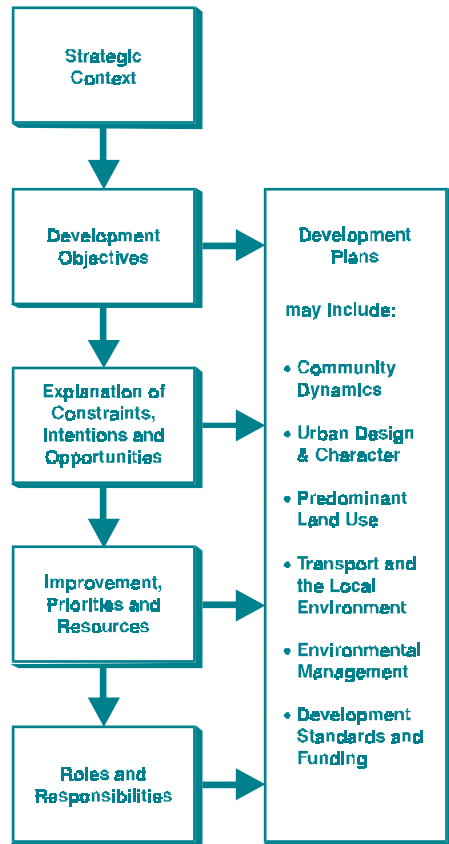 Strategic
Context
Development
Objectives
Explanation of
Constraints,
Intentions and
Opportunities
Improvement,
Priorities and
Resources
Roles and
Responsibilities
Development
Plans
may include:
• Community
Dynamics
• Urban Design
& Character
• Predominant
Land Use
• Transport and
the Local
Environment
• Environmental
Management
• Development
Standards and
Funding